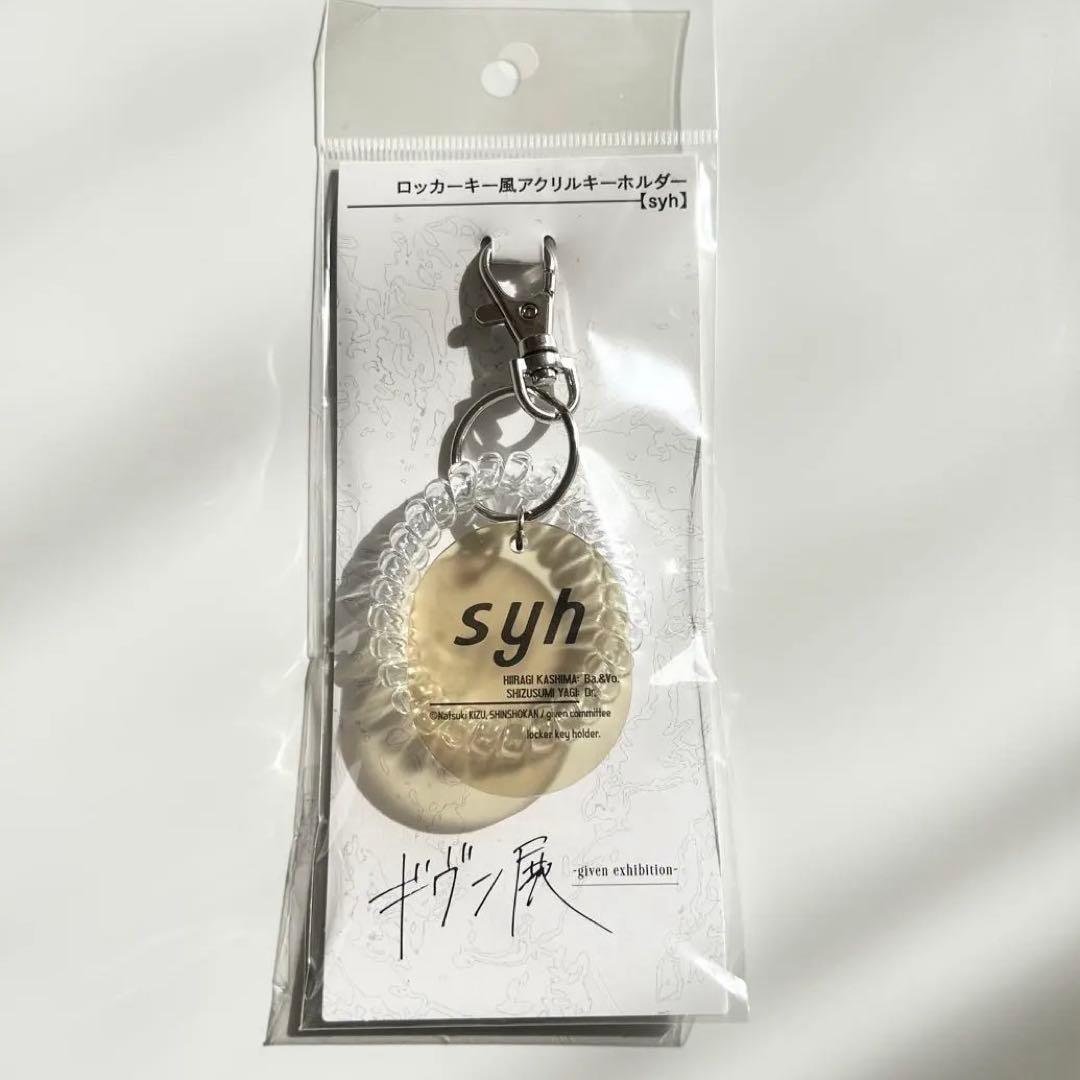 ロッカーキー風アクリルキーホルダー
【syh】
syh
HIIRAGI KASHIMA: Ba.&Vo.
SHIZUSUMI YAGI: Dr.
©Natsuki KIZU, SHINSHOKAN / given committee
locker key holder.
ギヴン展
-given exhibition-